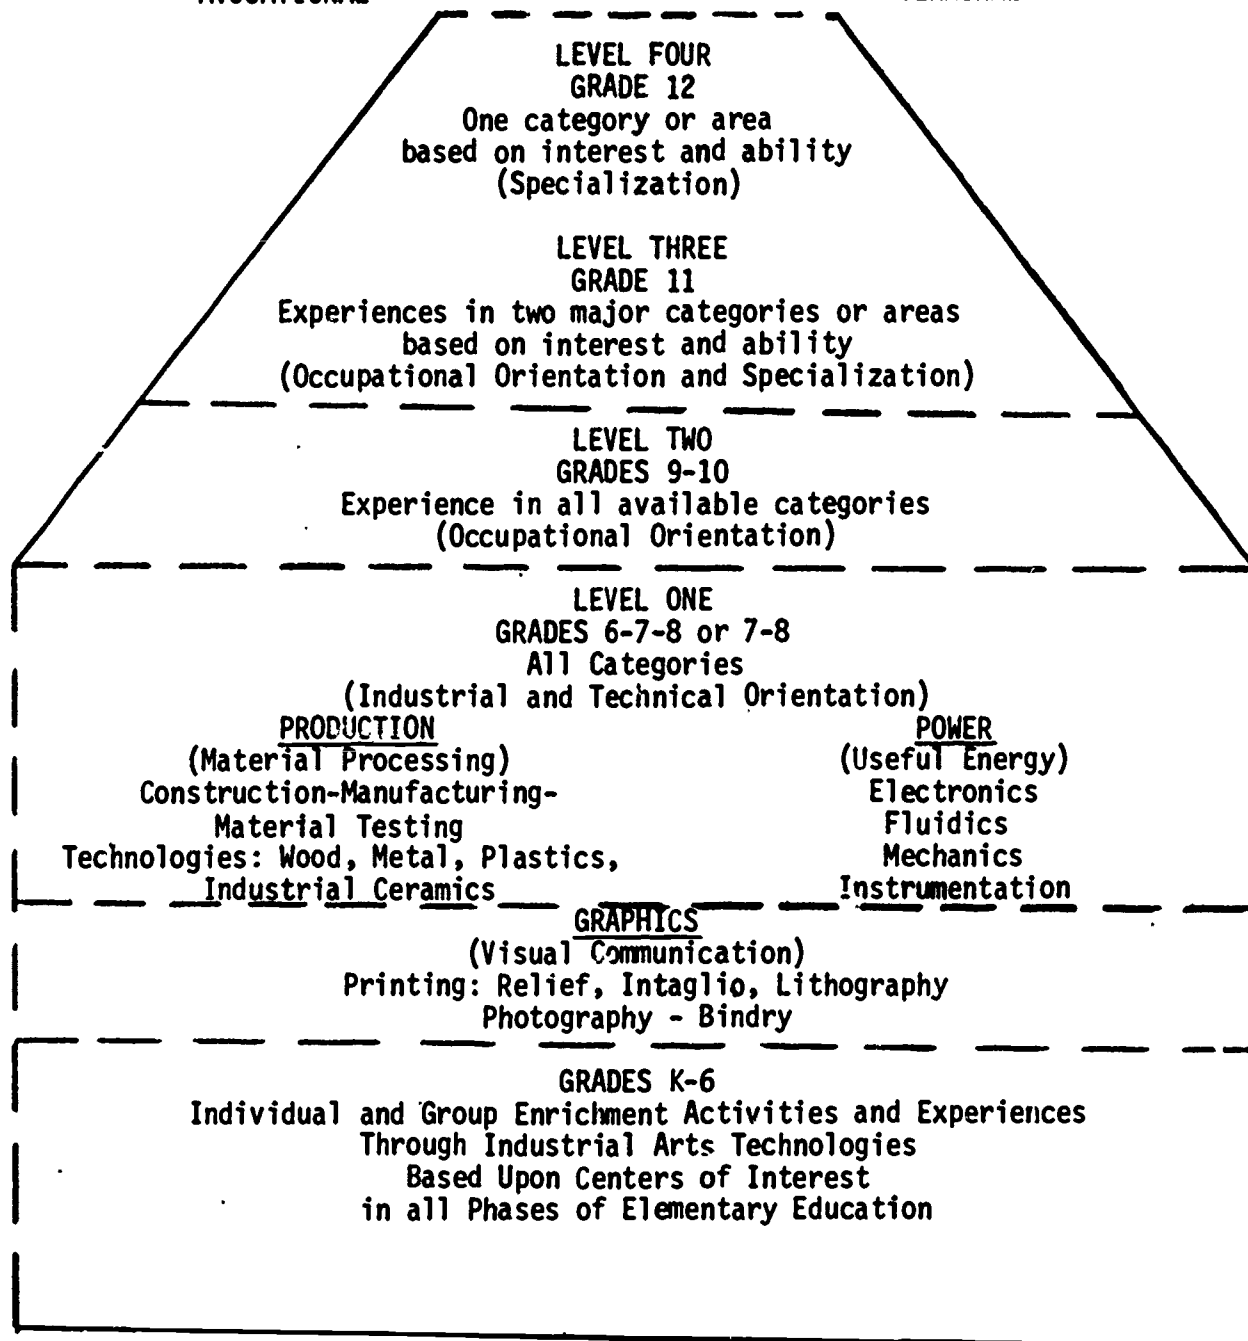 LEVEL FOUR
GRADE 12
One category or area
based on interest and ability
(Specialization)
LEVEL THREE
GRADE 11
Experiences in two major categories or areas
based on interest and ability
(Occupational Orientation and Specialization)
LEVEL TWO
GRADES 9-10
Experience in all available categories
(Occupational Orientation)
LEVEL ONE
GRADES 6-7-8 or 7-8
All Categories
(Industrial and Technical Orientation)
PRODUCTION
(Material Processing)
Construction-Manufacturing-
Material Testing
Technologies: Wood, Metal, Plastics,
Industrial Ceramics
POWER
(Useful Energy)
Electronics
Fluidics
Mechanics
Instrumentation
GRAPHICS
(Visual Communication)
Printing: Relief, Intaglio, Lithography
Photography - Bindry
GRADES K-6
Individual and Group Enrichment Activities and Experiences
Through Industrial Arts Technologies
Based Upon Centers of Interest
in all Phases of Elementary Education